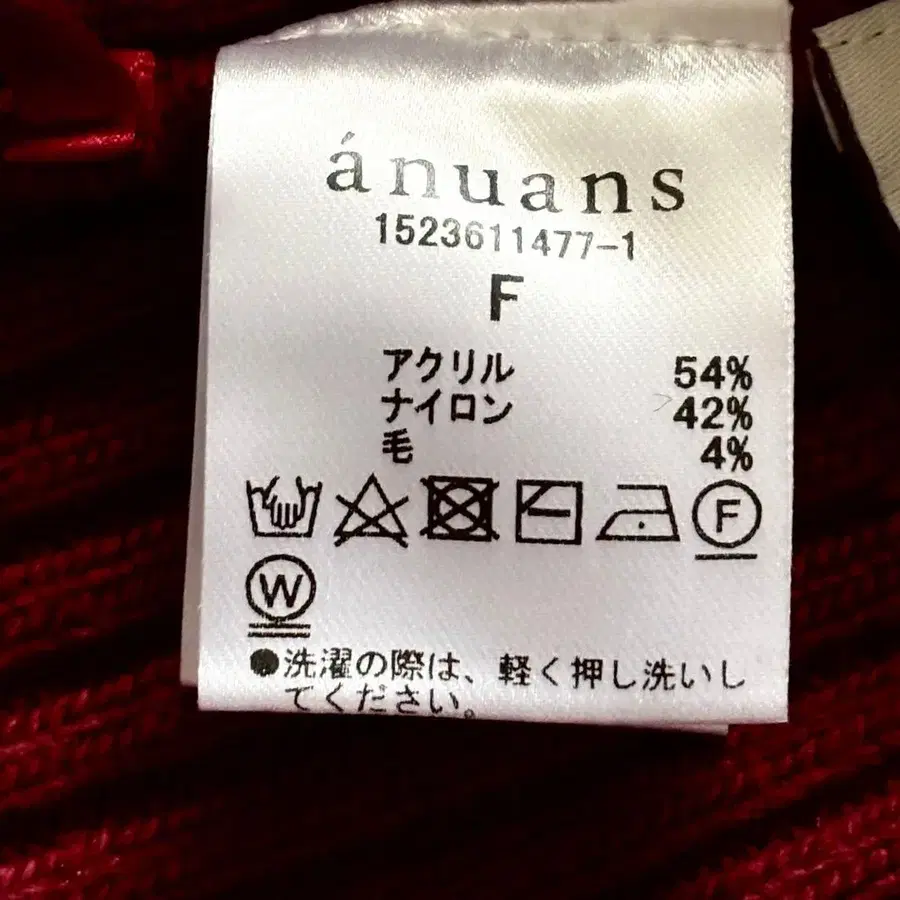 ánuans
1523611477-1
F
アクリル 54%
ナイロン 42%
毛 4%
F
W
●洗濯の際は、軽く押し洗いし
てください。